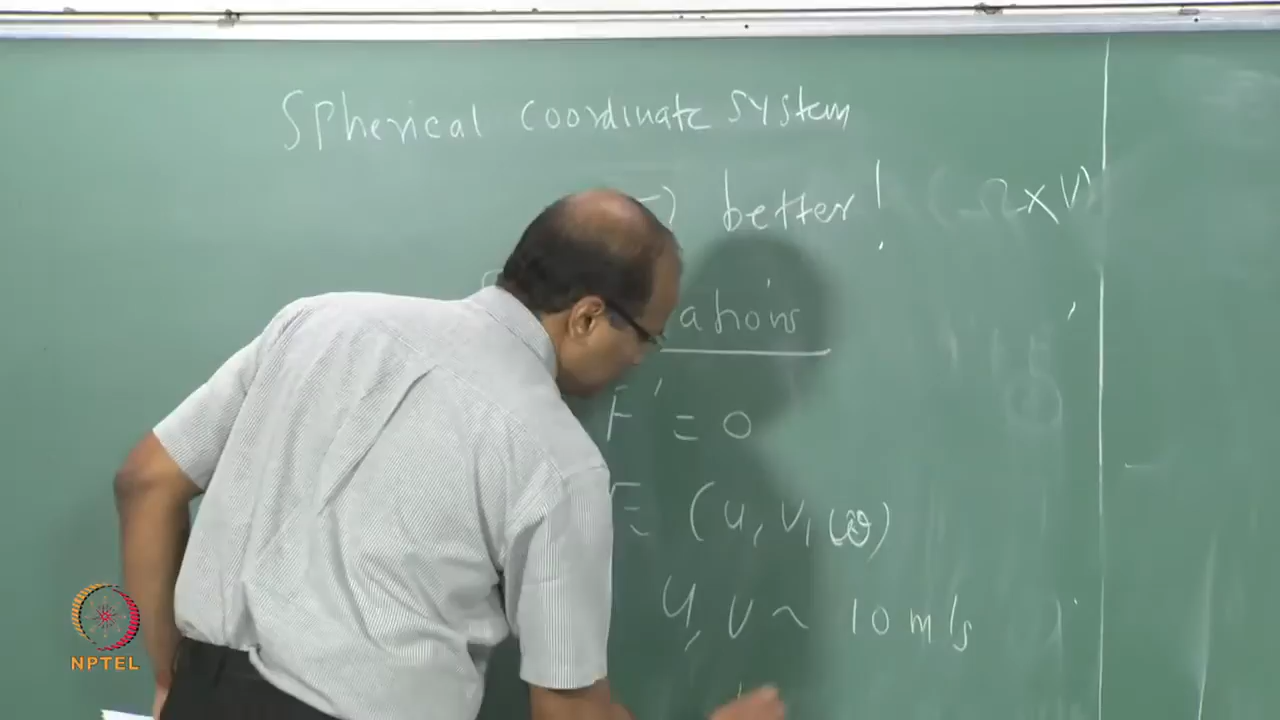 Spherical coordinate system
better! (-Ω×V)
ations
F' = 0
≡ (u, v, ω)
u, v ~ 10 m/s
NPTEL